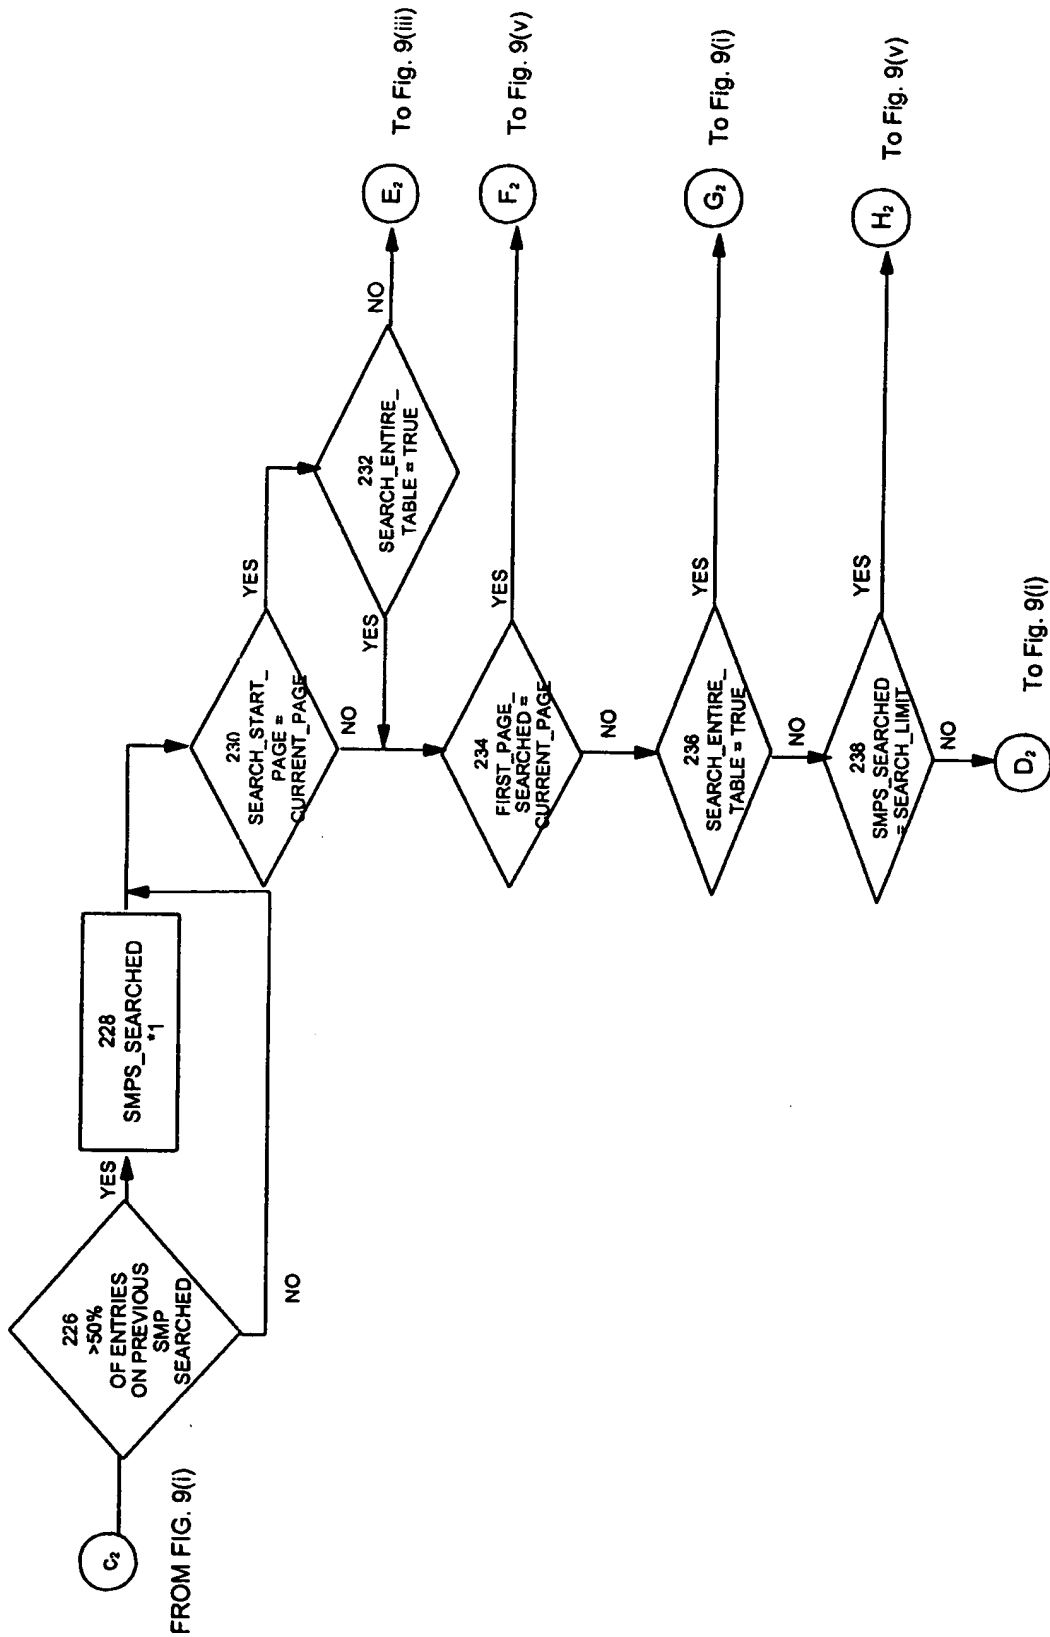 C₂
FROM FIG. 9(i)
226
>50%
OF ENTRIES
ON PREVIOUS
SMP
SEARCHED
YES
NO
228
SMPS_SEARCHED
*1
230
SEARCH_START_
PAGE =
CURRENT_PAGE
YES
NO
232
SEARCH_ENTIRE_
TABLE = TRUE
YES
NO
E₂
To Fig. 9(iii)
234
FIRST_PAGE_
SEARCHED =
CURRENT_PAGE
YES
NO
F₂
To Fig. 9(v)
236
SEARCH_ENTIRE_
TABLE = TRUE
YES
NO
G₂
To Fig. 9(i)
238
SMPS_SEARCHED
= SEARCH_LIMIT
YES
NO
H₂
To Fig. 9(v)
D₂
To Fig. 9(i)